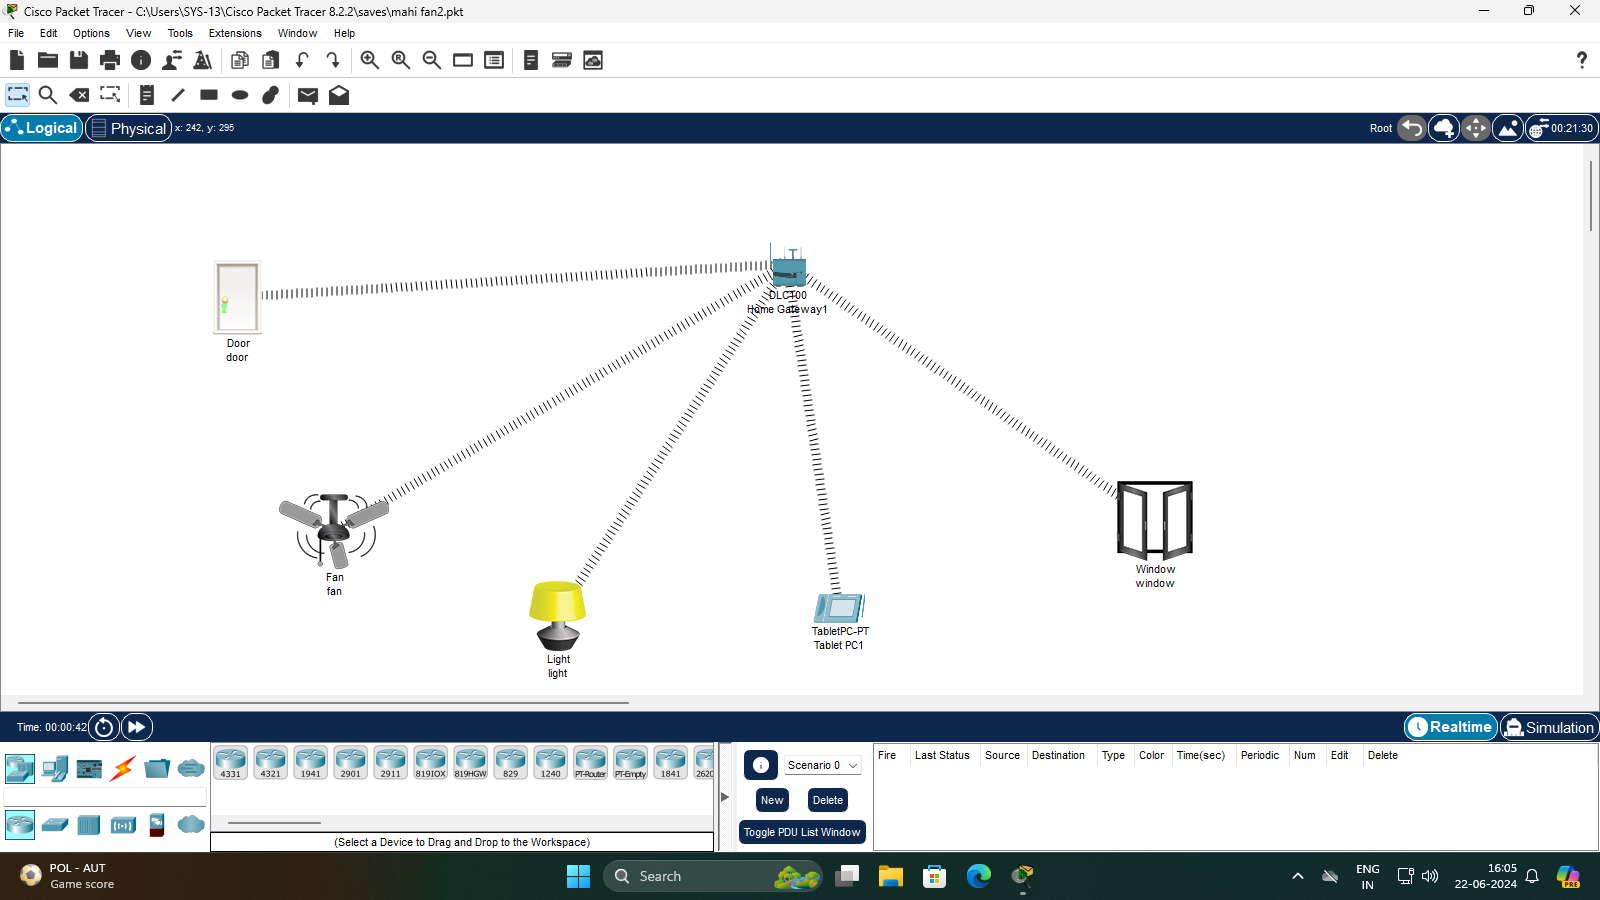 Cisco Packet Tracer - C:\Users\SYS-13\Cisco Packet Tracer 8.2.2\saves\mahi fan2.pkt
File Edit Options View Tools Extensions Window Help
Logical Physical x: 242, y: 295 Root 00:21:30
DLC100
Home Gateway1
Door
door
Fan
fan
Window
window
TabletPC-PT
Tablet PC1
Light
light
Time: 00:00:42 Realtime Simulation
4331 4321 1941 2901 2911 819IOX 819HGW 829 1240 PT-Router PT-Empty 1841 2620
(Select a Device to Drag and Drop to the Workspace)
Scenario 0
New Delete
Toggle PDU List Window
Fire Last Status Source Destination Type Color Time(sec) Periodic Num Edit Delete
POL - AUT
Game score
Search
ENG
IN
16:05
22-06-2024
PRE